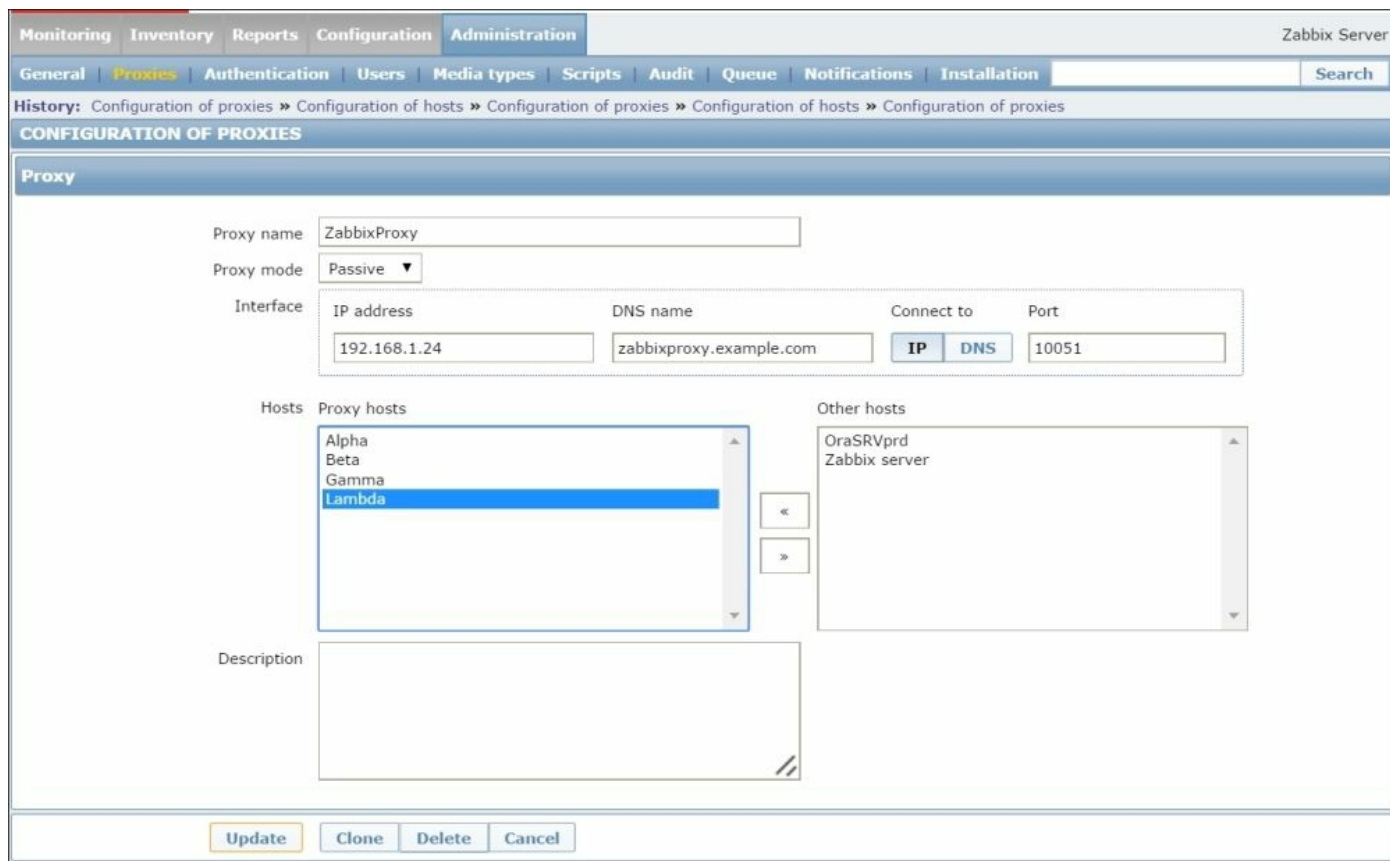 Monitoring Inventory Reports Configuration Administration Zabbix Server
General | Proxies | Authentication | Users | Media types | Scripts | Audit | Queue | Notifications | Installation Search
History: Configuration of proxies » Configuration of hosts » Configuration of proxies » Configuration of hosts » Configuration of proxies
CONFIGURATION OF PROXIES
Proxy
Proxy name ZabbixProxy
Proxy mode Passive ▼
Interface IP address DNS name Connect to Port
192.168.1.24 zabbixproxy.example.com IP DNS 10051
Hosts Proxy hosts Other hosts
Alpha OraSRVprd
Beta Zabbix server
Gamma
Lambda
«
»
Description
Update Clone Delete Cancel